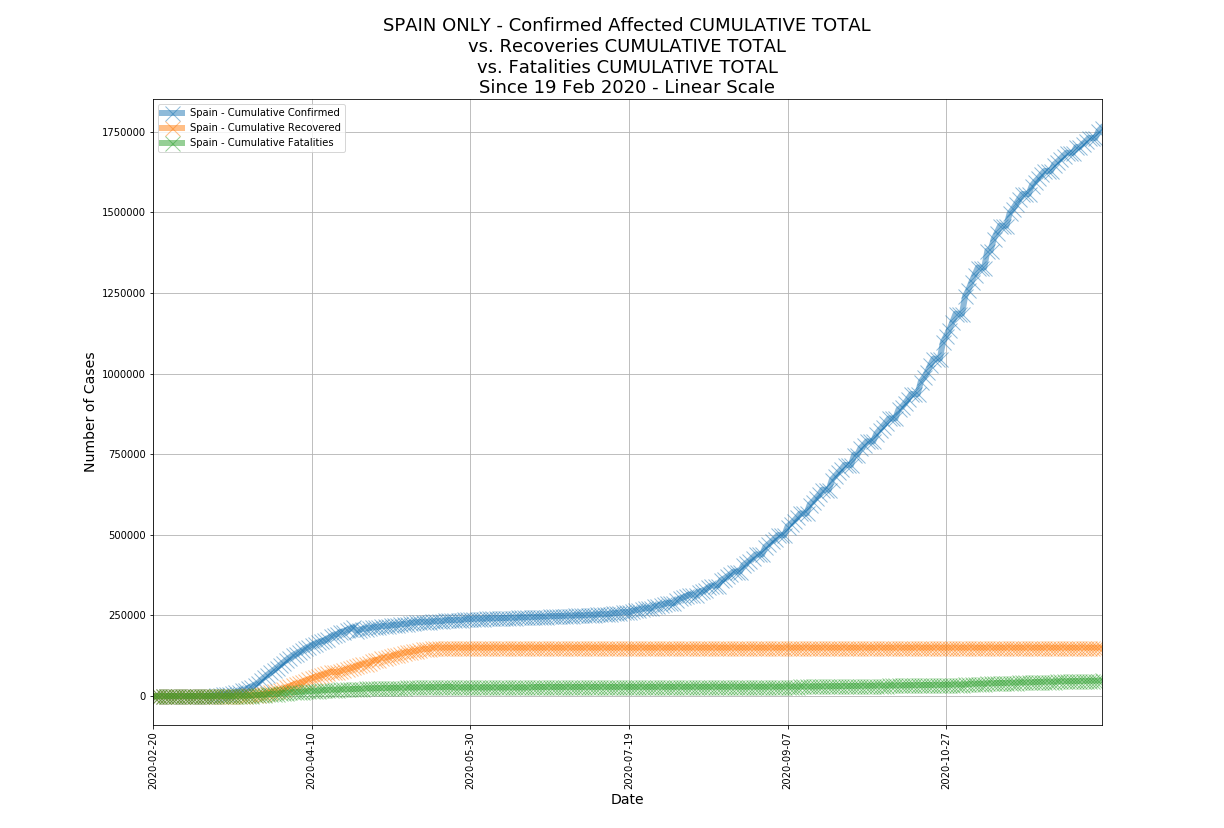 SPAIN ONLY - Confirmed Affected CUMULATIVE TOTAL
vs. Recoveries CUMULATIVE TOTAL
vs. Fatalities CUMULATIVE TOTAL
Since 19 Feb 2020 - Linear Scale
Spain - Cumulative Confirmed
Spain - Cumulative Recovered
Spain - Cumulative Fatalities
1750000
1500000
1250000
1000000
750000
500000
250000
0
Number of Cases
2020-02-20
2020-04-10
2020-05-30
2020-07-19
2020-09-07
2020-10-27
Date